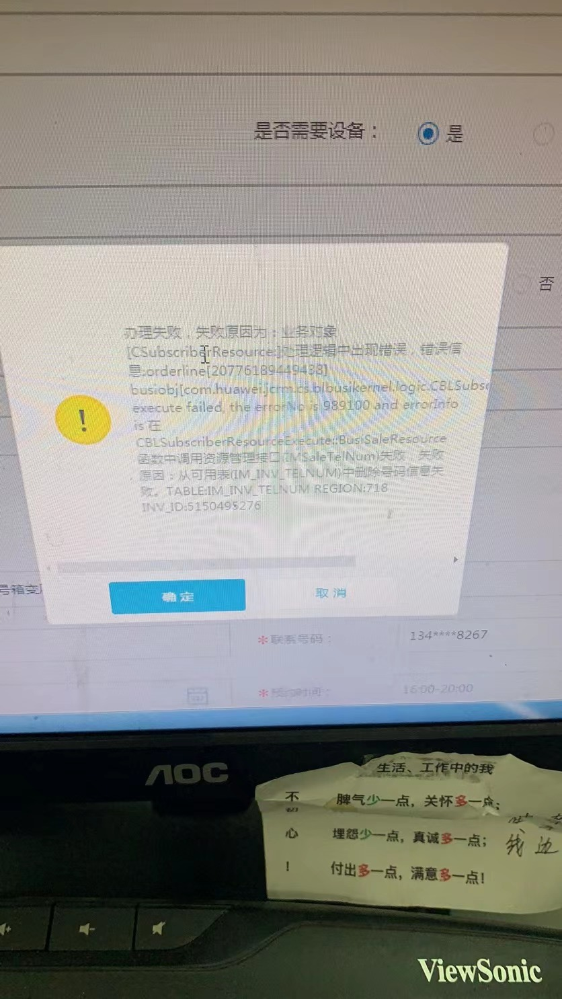 是否需要设备： 是
否
办理失败，失败原因为：业务对象
[CSubscriberResource:]处理逻辑中出现错误，错误信
息:orderline[20776189449438]
busiobj[com.huawei.jcrm.cs.blbusikernel.logic.CBLSubsc
execute failed, the errorNo is 989100 and errorInfo
is 在
CBLSubscriberResourceExecute::BusiSaleResource
函数中调用资源管理接口(IMSaleTelNum)失败，失败
原因：从可用表(IM_INV_TELNUM)中删除号码信息失
败。TABLE:IM_INV_TELNUM REGION:718
INV_ID:5150495276
确定 取消
号箱变
*联系号码： 134****8267
*预约时间： 16:00-20:00
AOC
生活、工作中的我
不 脾气少一点，关怀多一点；
初
心 埋怨少一点，真诚多一点；
！ 付出多一点，满意多一点！
钱 边
ViewSonic